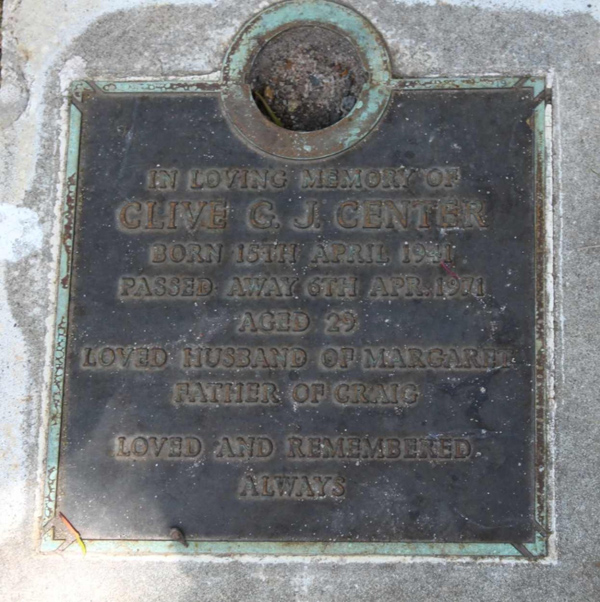 IN LOVING MEMORY OF
CLIVE G. J. CENTER
BORN 15TH APRIL 1941
PASSED AWAY 6TH APR. 1971
AGED 29
LOVED HUSBAND OF MARGARET
FATHER OF CRAIG
LOVED AND REMEMBERED
ALWAYS